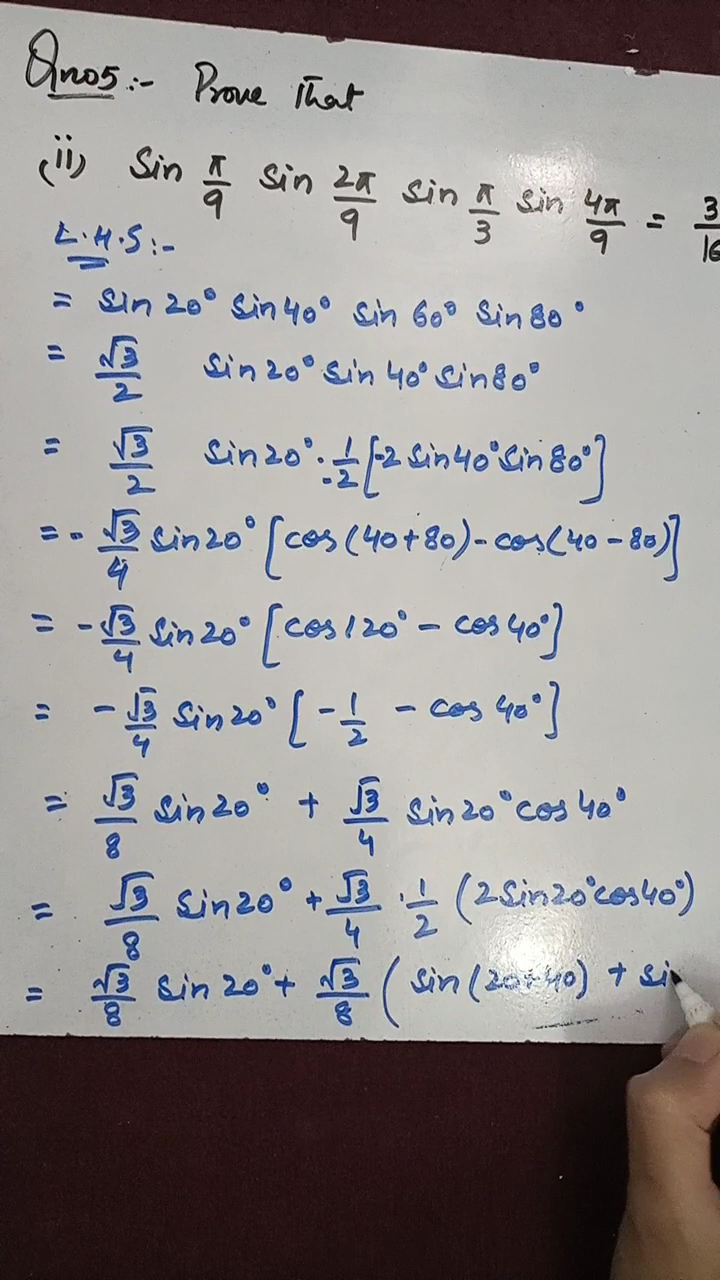 Qno5:- Prove That
(ii) Sin π/9 Sin 2π/9 Sin π/3 Sin 4π/9 = 3/16
L.H.S:-
= Sin 20° Sin 40° Sin 60° Sin 80°
= √3/2 Sin 20° Sin 40° Sin 80°
= √3/2 Sin 20° · 1/-2 [-2 Sin 40° Sin 80°]
= - √3/4 Sin 20° [cos(40+80) - cos(40-80)]
= - √3/4 Sin 20° [cos 120° - cos 40°]
= - √3/4 Sin 20° [-1/2 - cos 40°]
= √3/8 Sin 20° + √3/4 Sin 20° cos 40°
= √3/8 Sin 20° + √3/4 · 1/2 (2 Sin 20° cos 40°)
= √3/8 Sin 20° + √3/8 ( Sin (20+40) + Si